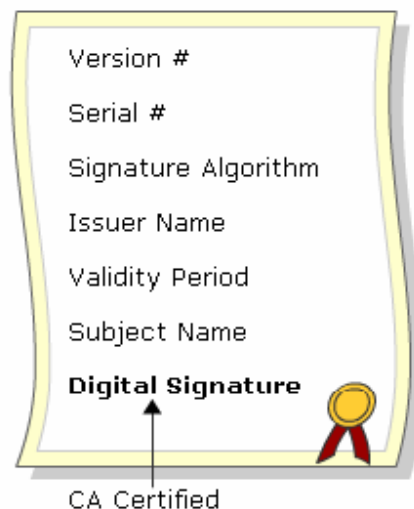 Version #
Serial #
Signature Algorithm
Issuer Name
Validity Period
Subject Name
Digital Signature
CA Certified